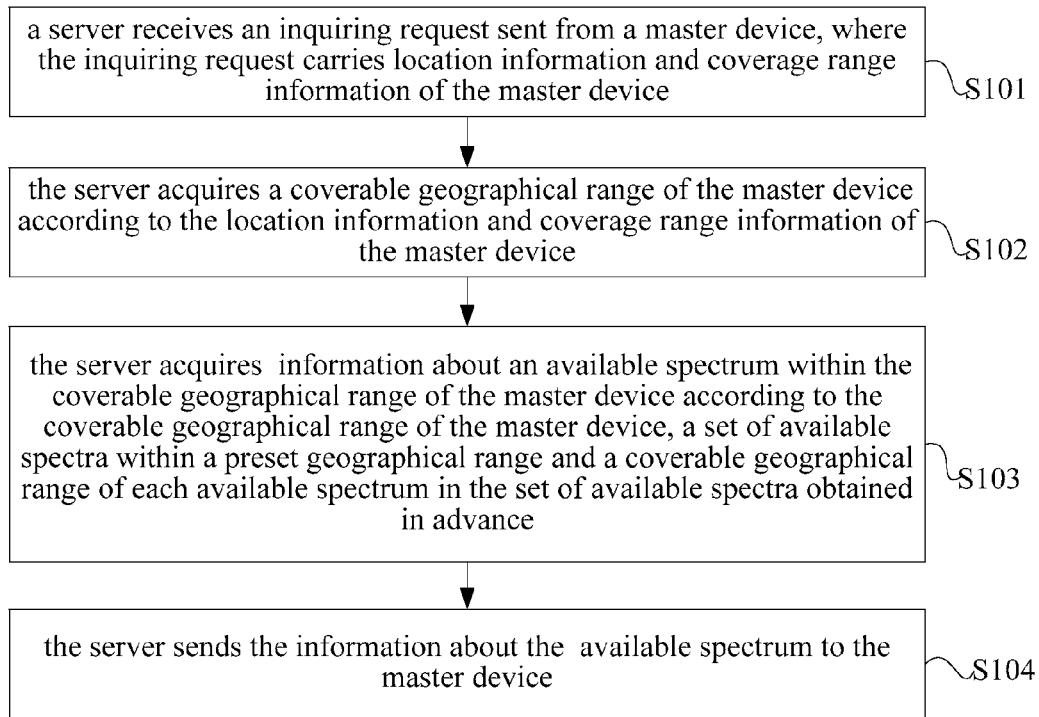 a server receives an inquiring request sent from a master device, where
the inquiring request carries location information and coverage range
information of the master device
S101
the server acquires a coverable geographical range of the master device
according to the location information and coverage range information of
the master device
S102
the server acquires information about an available spectrum within the
coverable geographical range of the master device according to the
coverable geographical range of the master device, a set of available
spectra within a preset geographical range and a coverable geographical
range of each available spectrum in the set of available spectra obtained
in advance
S103
the server sends the information about the available spectrum to the
master device
S104